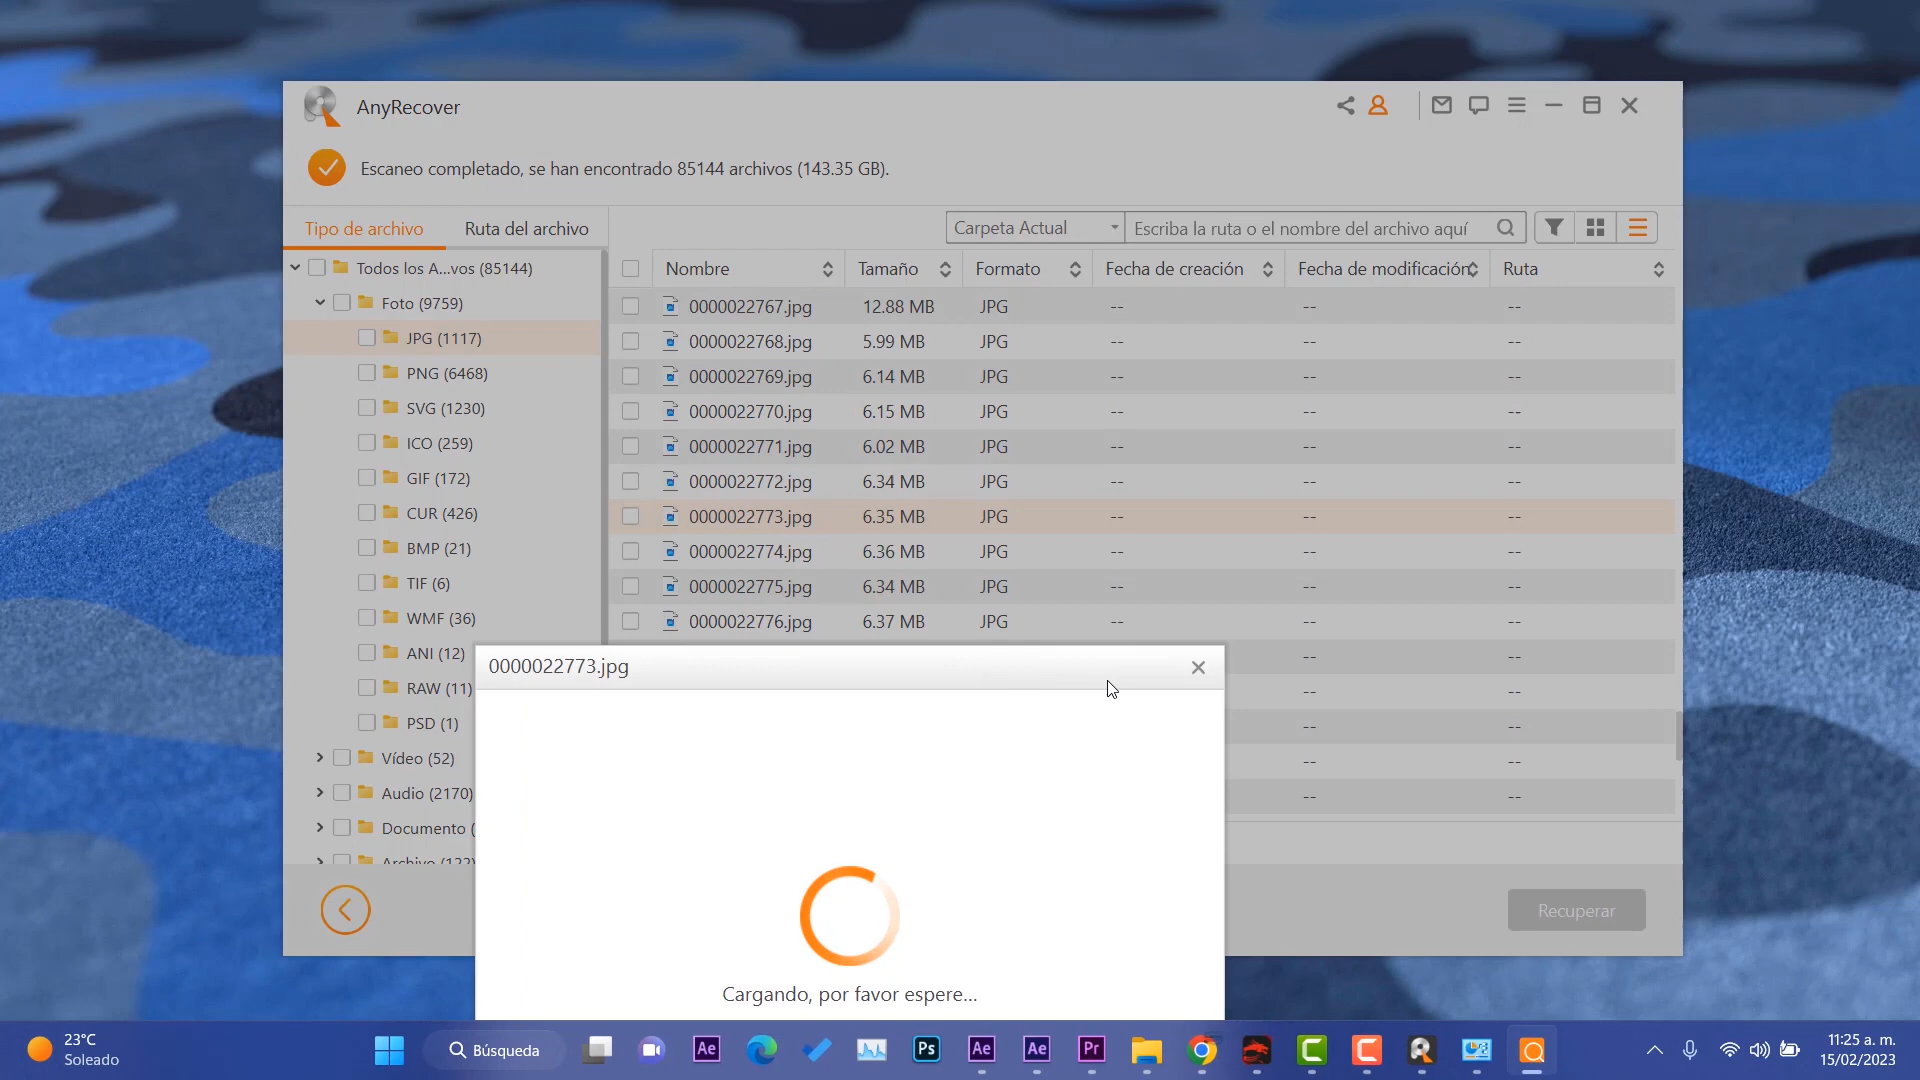 AnyRecover
Escaneo completado, se han encontrado 85144 archivos (143.35 GB).
Tipo de archivo
Ruta del archivo
Carpeta Actual
Escriba la ruta o el nombre del archivo aquí
Todos los A...vos (85144)
Foto (9759)
JPG (1117)
PNG (6468)
SVG (1230)
ICO (259)
GIF (172)
CUR (426)
BMP (21)
TIF (6)
WMF (36)
ANI (12)
RAW (11)
PSD (1)
Vídeo (52)
Audio (2170)
Documento (
Archivo (122)
Nombre Tamaño Formato Fecha de creación Fecha de modificación Ruta
0000022767.jpg 12.88 MB JPG -- -- --
0000022768.jpg 5.99 MB JPG -- -- --
0000022769.jpg 6.14 MB JPG -- -- --
0000022770.jpg 6.15 MB JPG -- -- --
0000022771.jpg 6.02 MB JPG -- -- --
0000022772.jpg 6.34 MB JPG -- -- --
0000022773.jpg 6.35 MB JPG -- -- --
0000022774.jpg 6.36 MB JPG -- -- --
0000022775.jpg 6.34 MB JPG -- -- --
0000022776.jpg 6.37 MB JPG -- -- --
-- --
-- --
-- --
-- --
-- --
0000022773.jpg
Cargando, por favor espere...
Recuperar
23°C
Soleado
Búsqueda
Ae
Ps
Ae
Ae
Pr
11:25 a. m.
15/02/2023